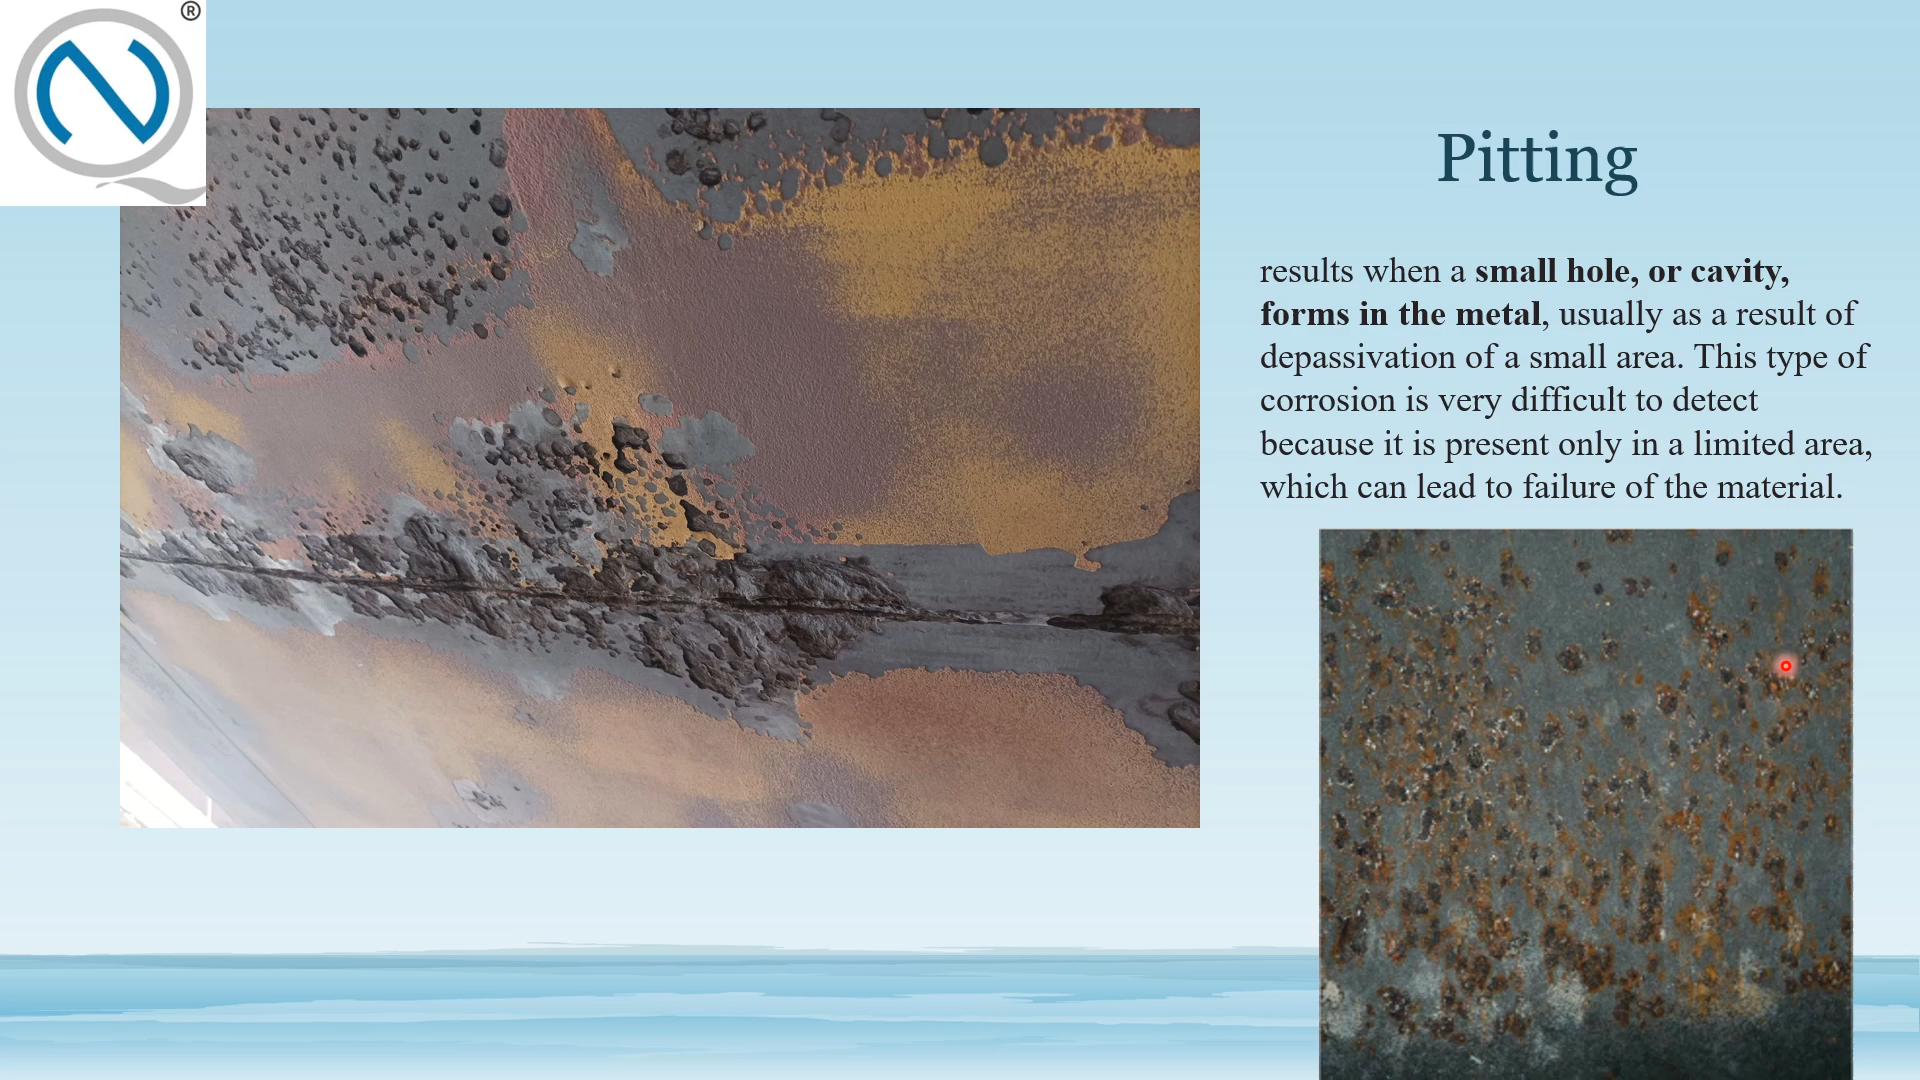 ®
Pitting
results when a small hole, or cavity,
forms in the metal, usually as a result of
depassivation of a small area. This type of
corrosion is very difficult to detect
because it is present only in a limited area,
which can lead to failure of the material.